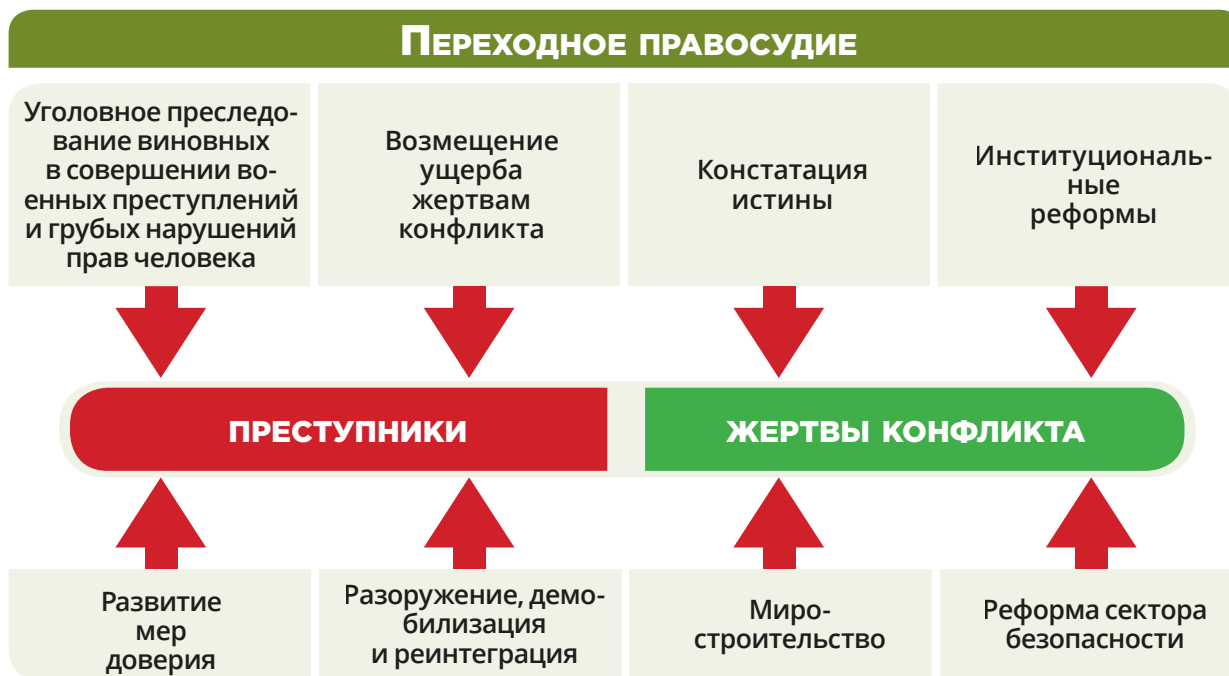 Переходное правосудие
Уголовное преследо-
вание виновных
в совершении во-
енных преступлений
и грубых нарушений
прав человека
Возмещение
ущерба
жертвам
конфликта
Констатация
истины
Институциональ-
ные
реформы
ПРЕСТУПНИКИ
ЖЕРТВЫ КОНФЛИКТА
Развитие
мер
доверия
Разоружение, демо-
билизация
и реинтеграция
Миро-
строительство
Реформа сектора
безопасности